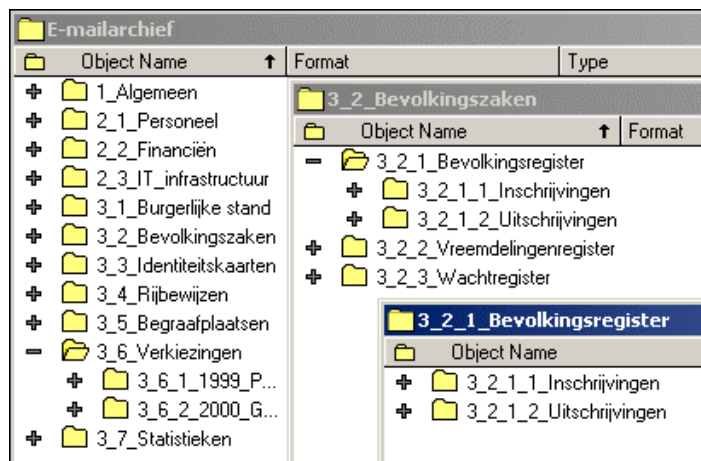 E-mailarchief
Object Name Format Type
1_Algemeen
2_1_Personeel
2_2_Financiën
2_3_IT_infrastructuur
3_1_Burgerlijke stand
3_2_Bevolkingszaken
3_3_Identiteitskaarten
3_4_Rijbewijzen
3_5_Begraafplaatsen
3_6_Verkiezingen
3_6_1_1999_P...
3_6_2_2000_G...
3_7_Statistieken
3_2_Bevolkingszaken
Object Name Format
3_2_1_Bevolkingsregister
3_2_1_1_Inschrijvingen
3_2_1_2_Uitschrijvingen
3_2_2_Vreemdelingenregister
3_2_3_Wachtregister
3_2_1_Bevolkingsregister
Object Name
3_2_1_1_Inschrijvingen
3_2_1_2_Uitschrijvingen